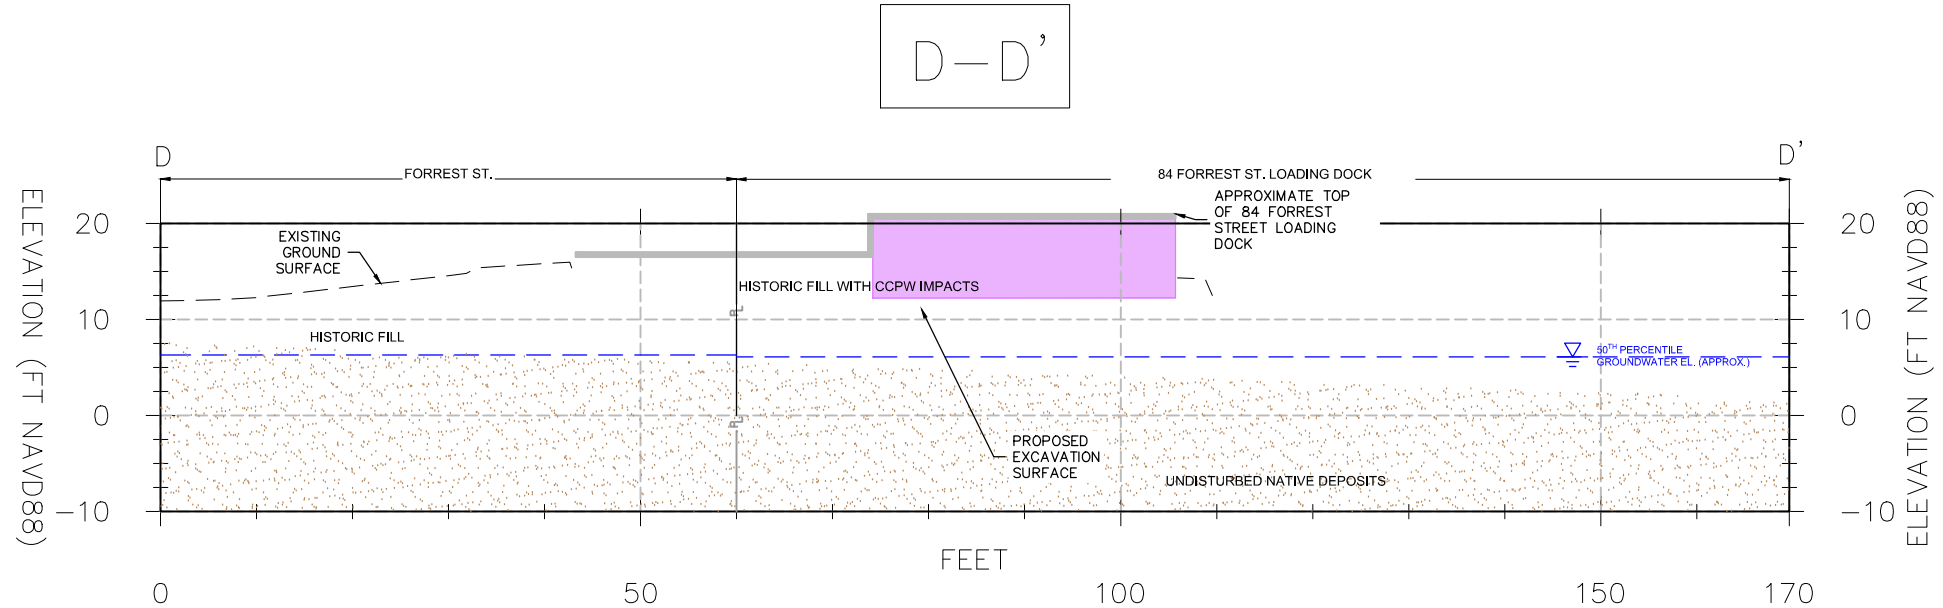 D-D'
D
D'
FORREST ST.
84 FORREST ST. LOADING DOCK
APPROXIMATE TOP
OF 84 FORREST
STREET LOADING
DOCK
EXISTING
GROUND
SURFACE
HISTORIC FILL WITH CCPW IMPACTS
HISTORIC FILL
50TH PERCENTILE
GROUNDWATER EL. (APPROX.)
PROPOSED
EXCAVATION
SURFACE
UNDISTURBED NATIVE DEPOSITS
ELEVATION (FT NAVD88)
20
10
0
-10
20
10
0
-10
ELEVATION (FT NAVD88)
FEET
0 50 100 150 170